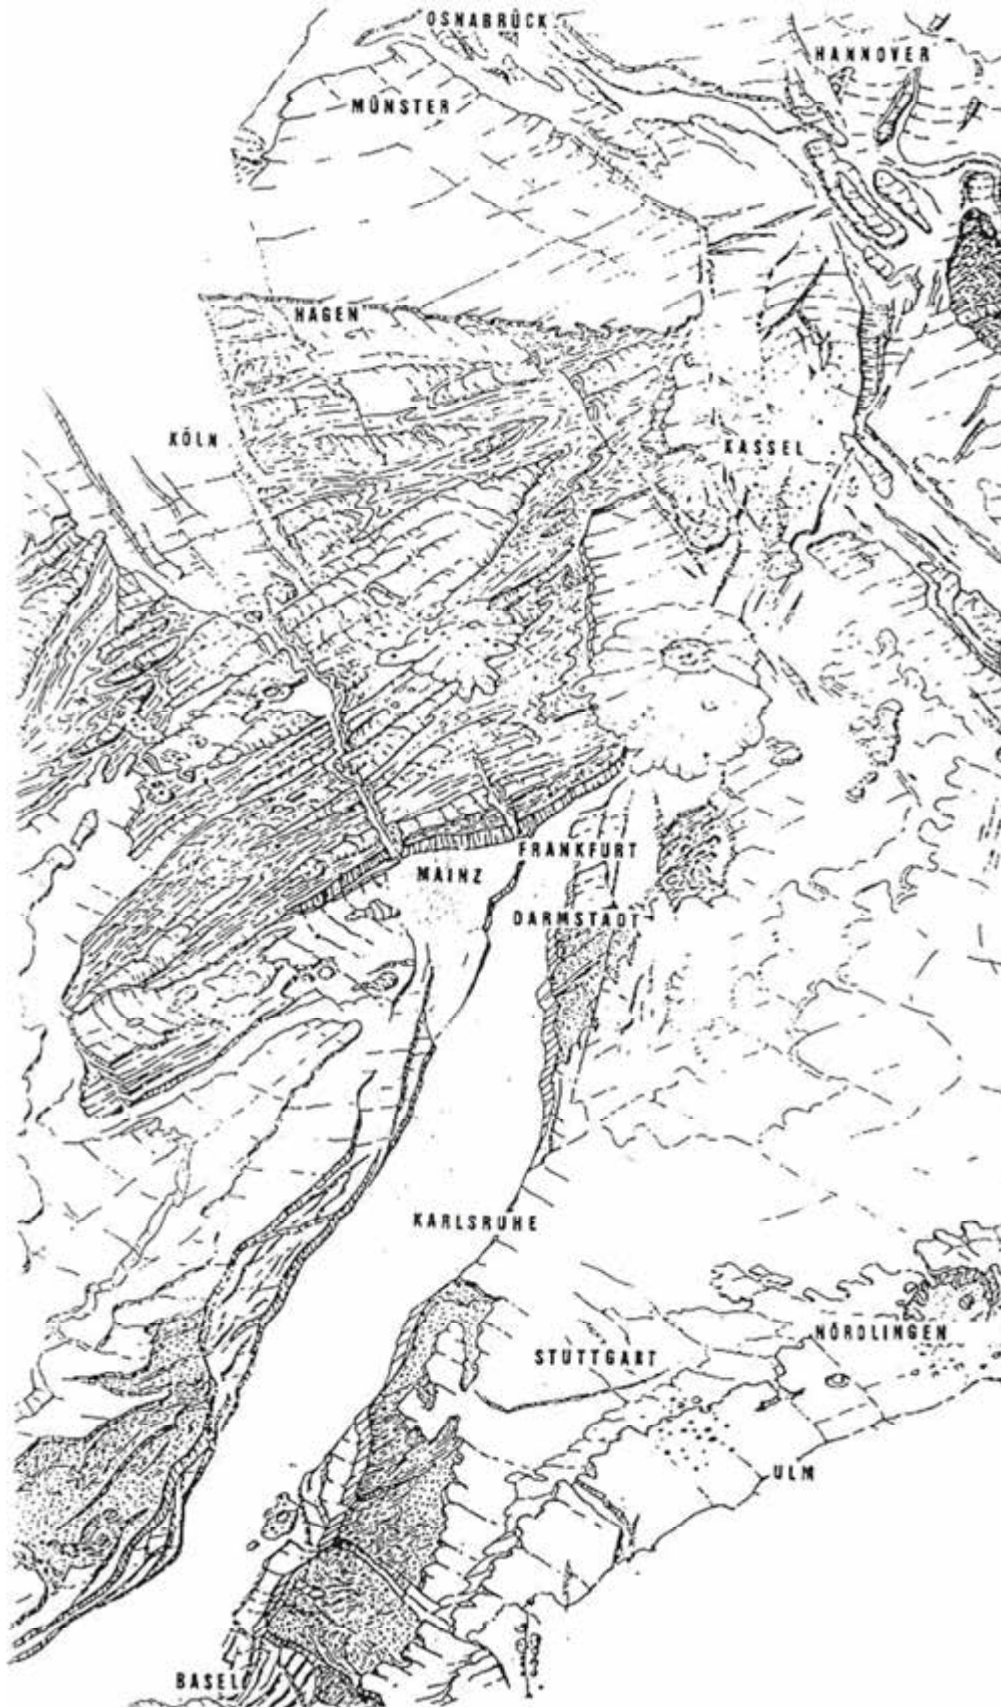 OSNABRÜCK
HANNOVER
MÜNSTER
HAGEN
KÖLN
KASSEL
FRANKFURT
MAINZ
DARMSTADT
KARLSRUHE
NÖRDLINGEN
STUTTGART
ULM
BASEL